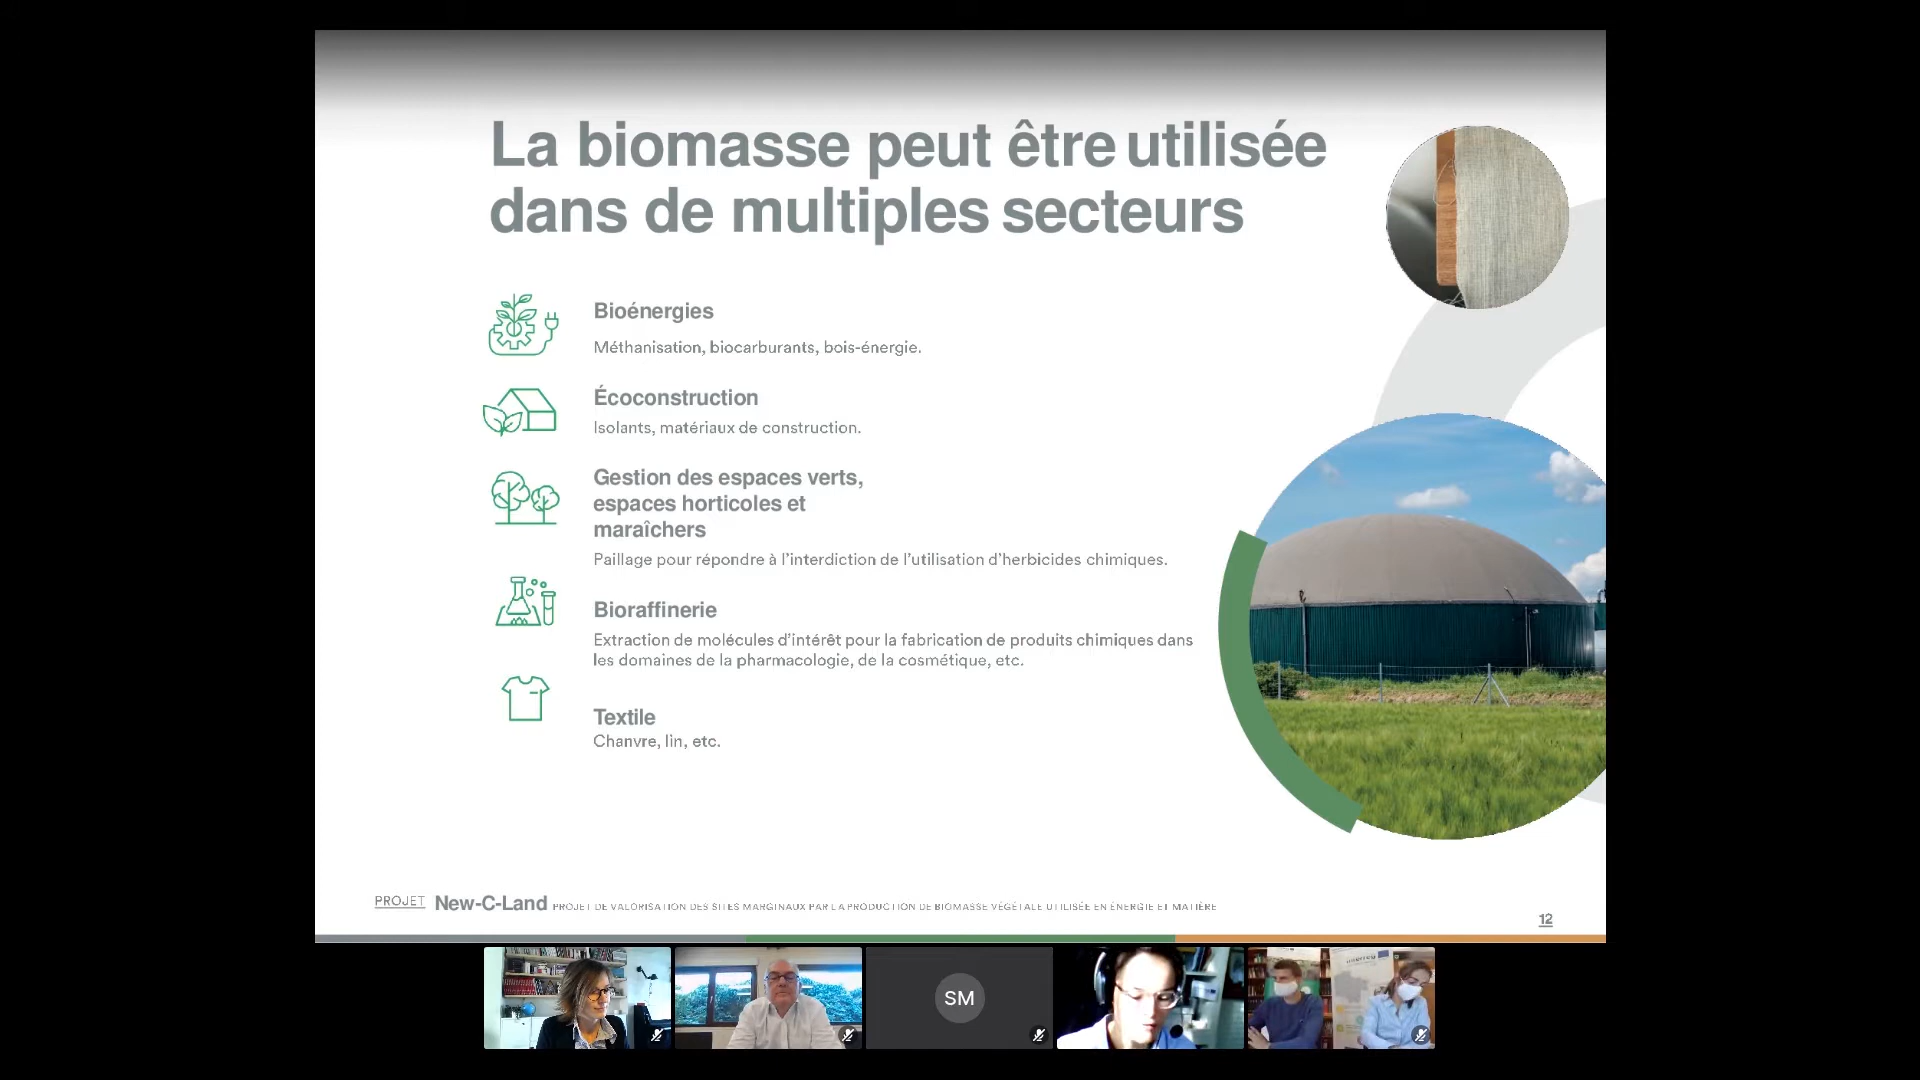 La biomasse peut être utilisée
dans de multiples secteurs
Bioénergies
Méthanisation, biocarburants, bois-énergie.
Écoconstruction
Isolants, matériaux de construction.
Gestion des espaces verts,
espaces horticoles et
maraîchers
Paillage pour répondre à l'interdiction de l'utilisation d'herbicides chimiques.
Bioraffinerie
Extraction de molécules d'intérêt pour la fabrication de produits chimiques dans
les domaines de la pharmacologie, de la cosmétique, etc.
Textile
Chanvre, lin, etc.
PROJET New-C-Land PROJET DE VALORISATION DES SITES MARGINAUX PAR LA PRODUCTION DE BIOMASSE VÉGÉTALE UTILISÉE EN ÉNERGIE ET MATIÈRE
12
SM